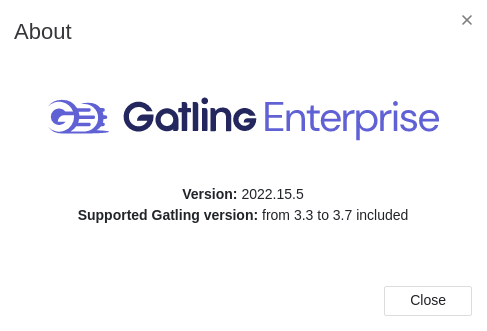 About
×
Gatling Enterprise
Version: 2022.15.5
Supported Gatling version: from 3.3 to 3.7 included
Close